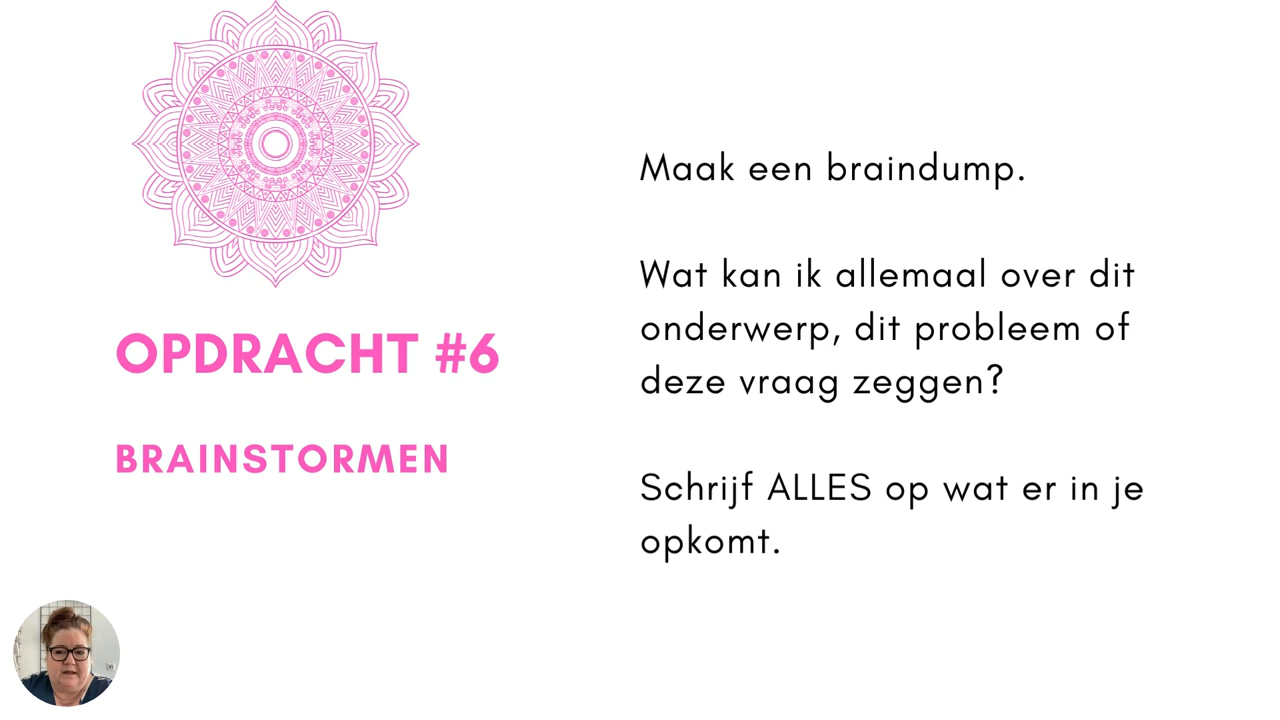 OPDRACHT #6
BRAINSTORMEN
Maak een braindump.
Wat kan ik allemaal over dit
onderwerp, dit probleem of
deze vraag zeggen?
Schrijf ALLES op wat er in je
opkomt.